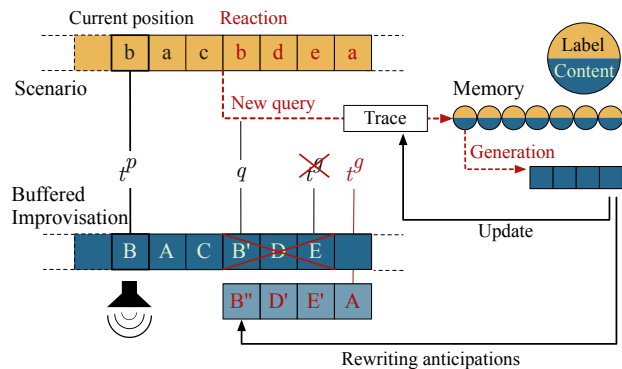 Current position
Reaction
b a c b d e a
Scenario
New query
Trace
Memory
Label
Content
Generation
t^p
q
t^g
t^g
Buffered
Improvisation
Update
B A C B' D E
B" D' E' A
Rewriting anticipations